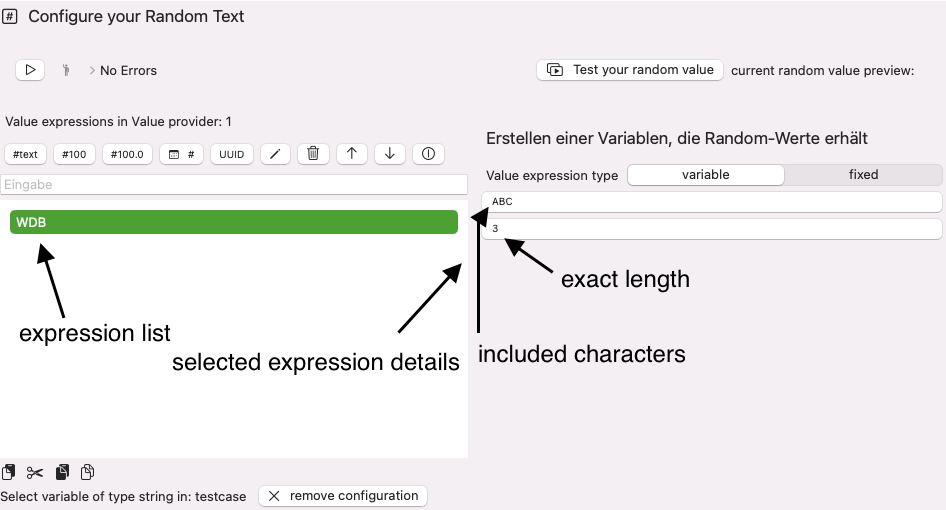 # Configure your Random Text
No Errors
Test your random value current random value preview:
Value expressions in Value provider: 1
#text #100 #100.0 # UUID
Eingabe
WDB
expression list
selected expression details
Erstellen einer Variablen, die Random-Werte erhält
Value expression type variable fixed
ABC
3
exact length
included characters
Select variable of type string in: testcase remove configuration